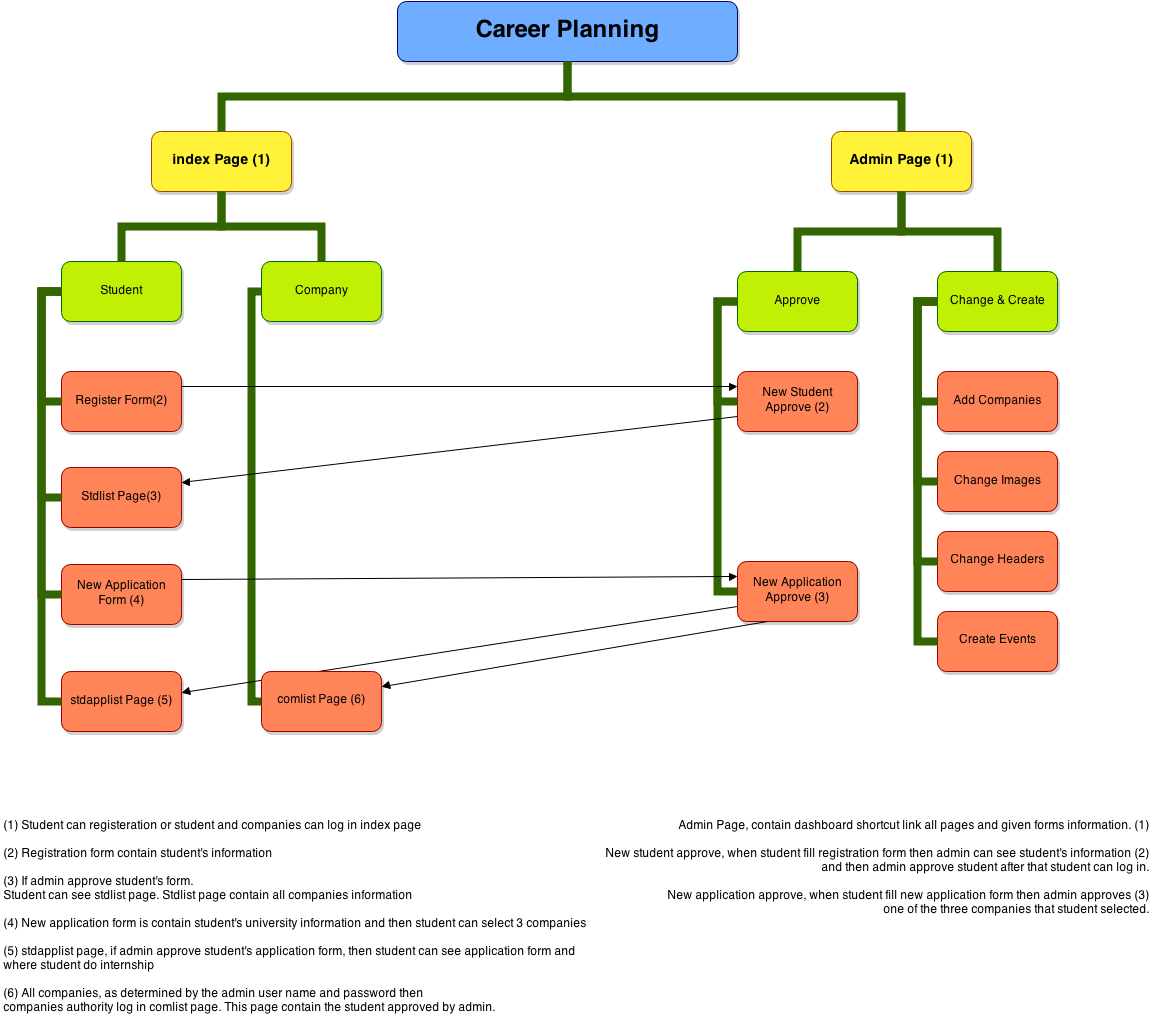 Career Planning
index Page (1)
Admin Page (1)
Student
Company
Approve
Change & Create
Register Form(2)
New Student
Approve (2)
Add Companies
Stdlist Page(3)
Change Images
New Application
Form (4)
New Application
Approve (3)
Change Headers
Create Events
stdapplist Page (5)
comlist Page (6)
(1) Student can registeration or student and companies can log in index page
(2) Registration form contain student's information
(3) If admin approve student's form.
Student can see stdlist page. Stdlist page contain all companies information
(4) New application form is contain student's university information and then student can select 3 companies
(5) stdapplist page, if admin approve student's application form, then student can see application form and
where student do internship
(6) All companies, as determined by the admin user name and password then
companies authority log in comlist page. This page contain the student approved by admin.
Admin Page, contain dashboard shortcut link all pages and given forms information. (1)
New student approve, when student fill registration form then admin can see student's information (2)
and then admin approve student after that student can log in.
New application approve, when student fill new application form then admin approves (3)
one of the three companies that student selected.